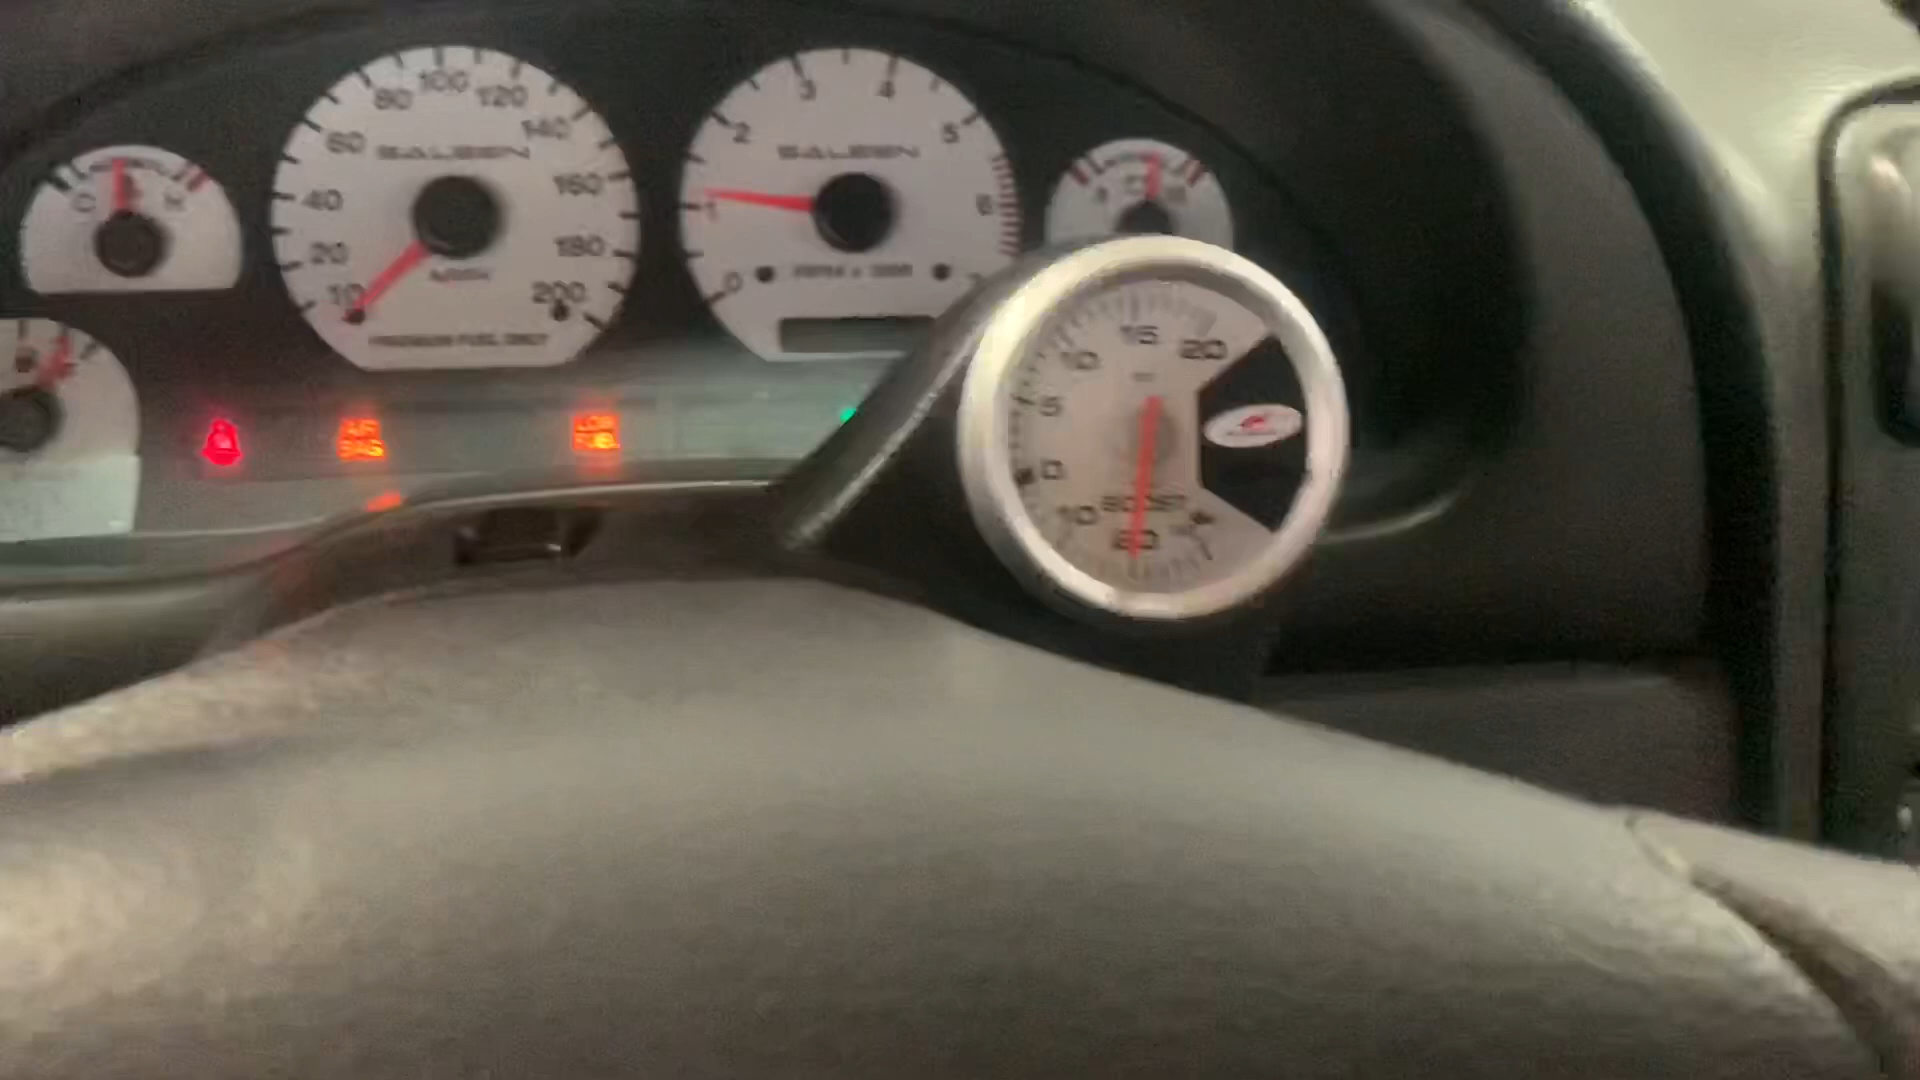 80 100 120
60 140
SALEEN
40 160
20 180
10 200
MPH
PREMIUM FUEL ONLY
3 4
2 5
SALEEN
1 6
0 7
RPM x 1000
C H
AIR
BAG
LOW
FUEL
15
10 20
5
0
BOOST
10
20